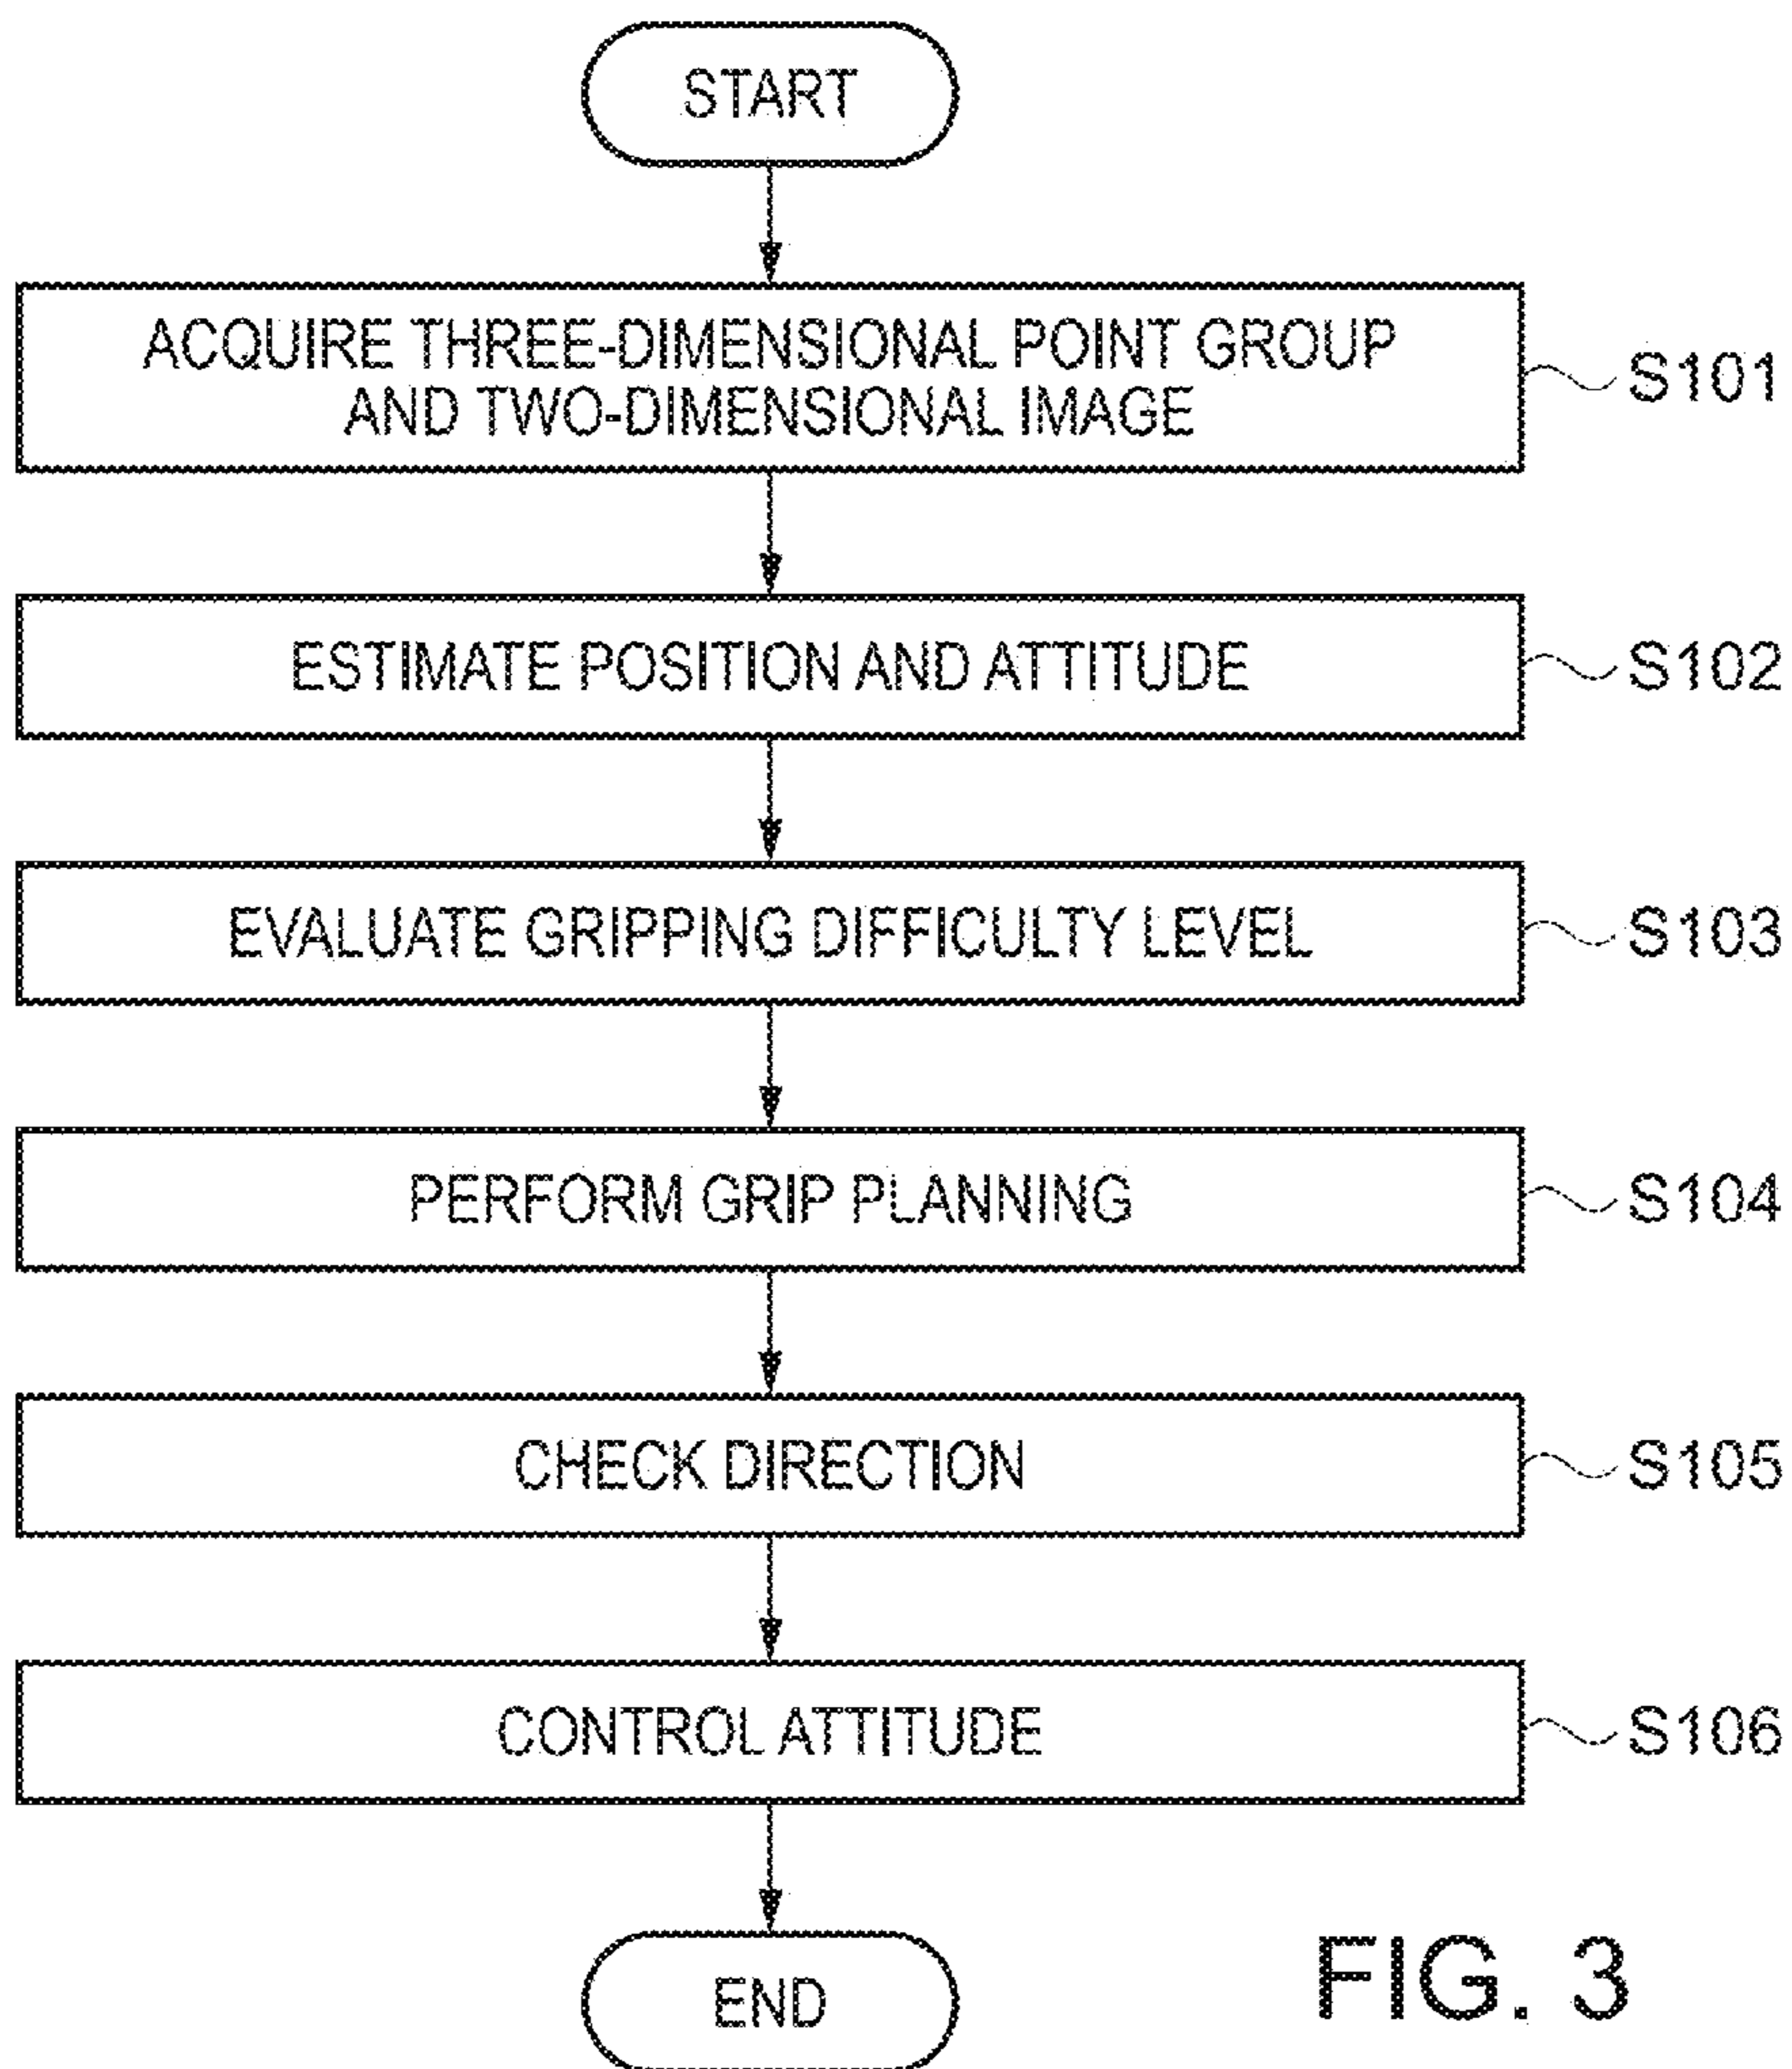 START
ACQUIRE THREE-DIMENSIONAL POINT GROUP
AND TWO-DIMENSIONAL IMAGE
S101
ESTIMATE POSITION AND ATTITUDE
S102
EVALUATE GRIPPING DIFFICULTY LEVEL
S103
PERFORM GRIP PLANNING
S104
CHECK DIRECTION
S105
CONTROL ATTITUDE
S106
END
FIG. 3